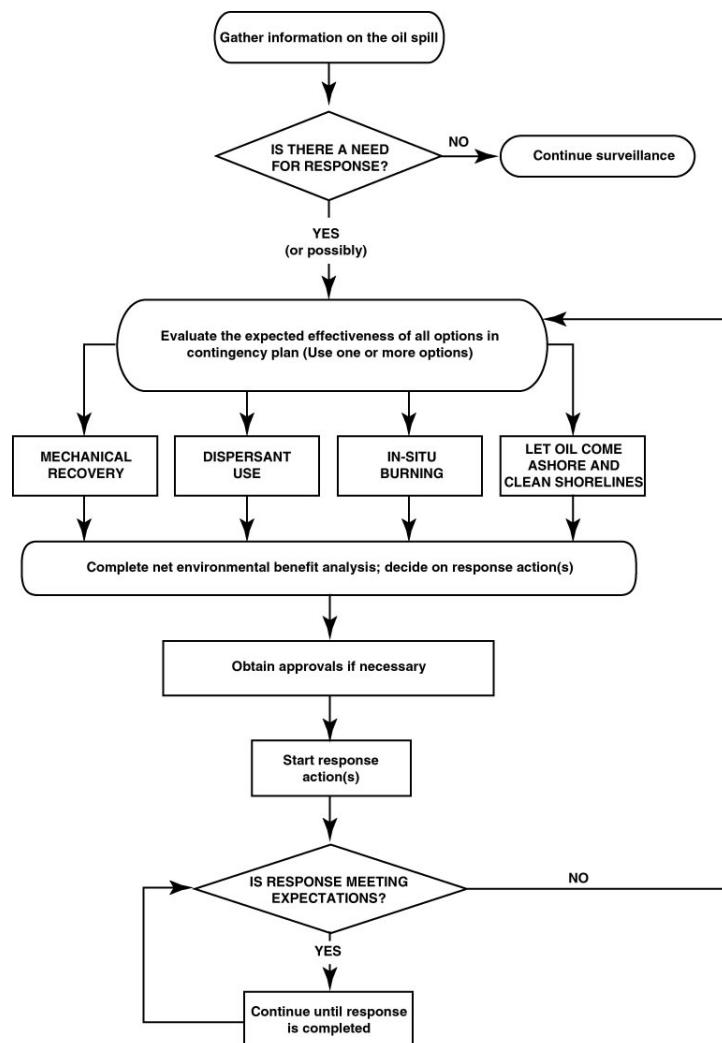 Gather information on the oil spill
IS THERE A NEED
FOR RESPONSE?
NO
Continue surveillance
YES
(or possibly)
Evaluate the expected effectiveness of all options in
contingency plan (Use one or more options)
MECHANICAL
RECOVERY
DISPERSANT
USE
IN-SITU
BURNING
LET OIL COME
ASHORE AND
CLEAN SHORELINES
Complete net environmental benefit analysis; decide on response action(s)
Obtain approvals if necessary
Start response
action(s)
IS RESPONSE MEETING
EXPECTATIONS?
NO
YES
Continue until response
is completed